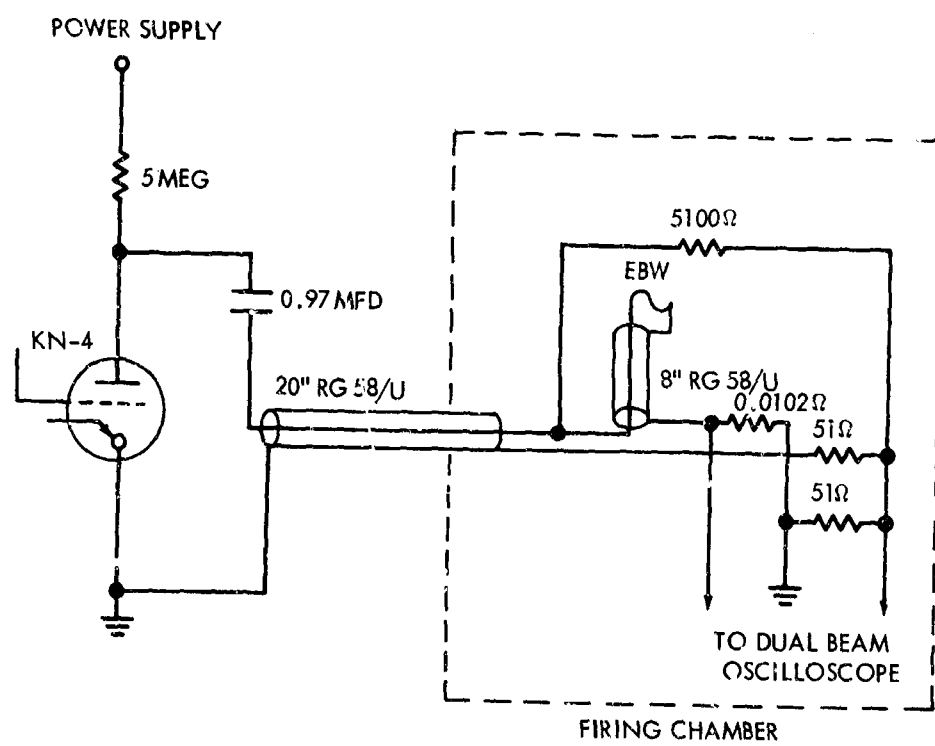 POWER SUPPLY
5 MEG
5100Ω
EBW
0.97 MFD
KN-4
20" RG 58/U
8" RG 58/U
0.0102Ω
51Ω
51Ω
TO DUAL BEAM
OSCILLOSCOPE
FIRING CHAMBER